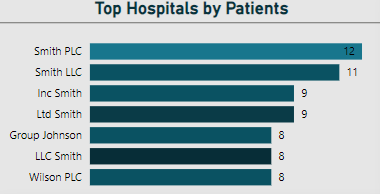 Top Hospitals by Patients
Smith PLC 12
Smith LLC 11
Inc Smith 9
Ltd Smith 9
Group Johnson 8
LLC Smith 8
Wilson PLC 8